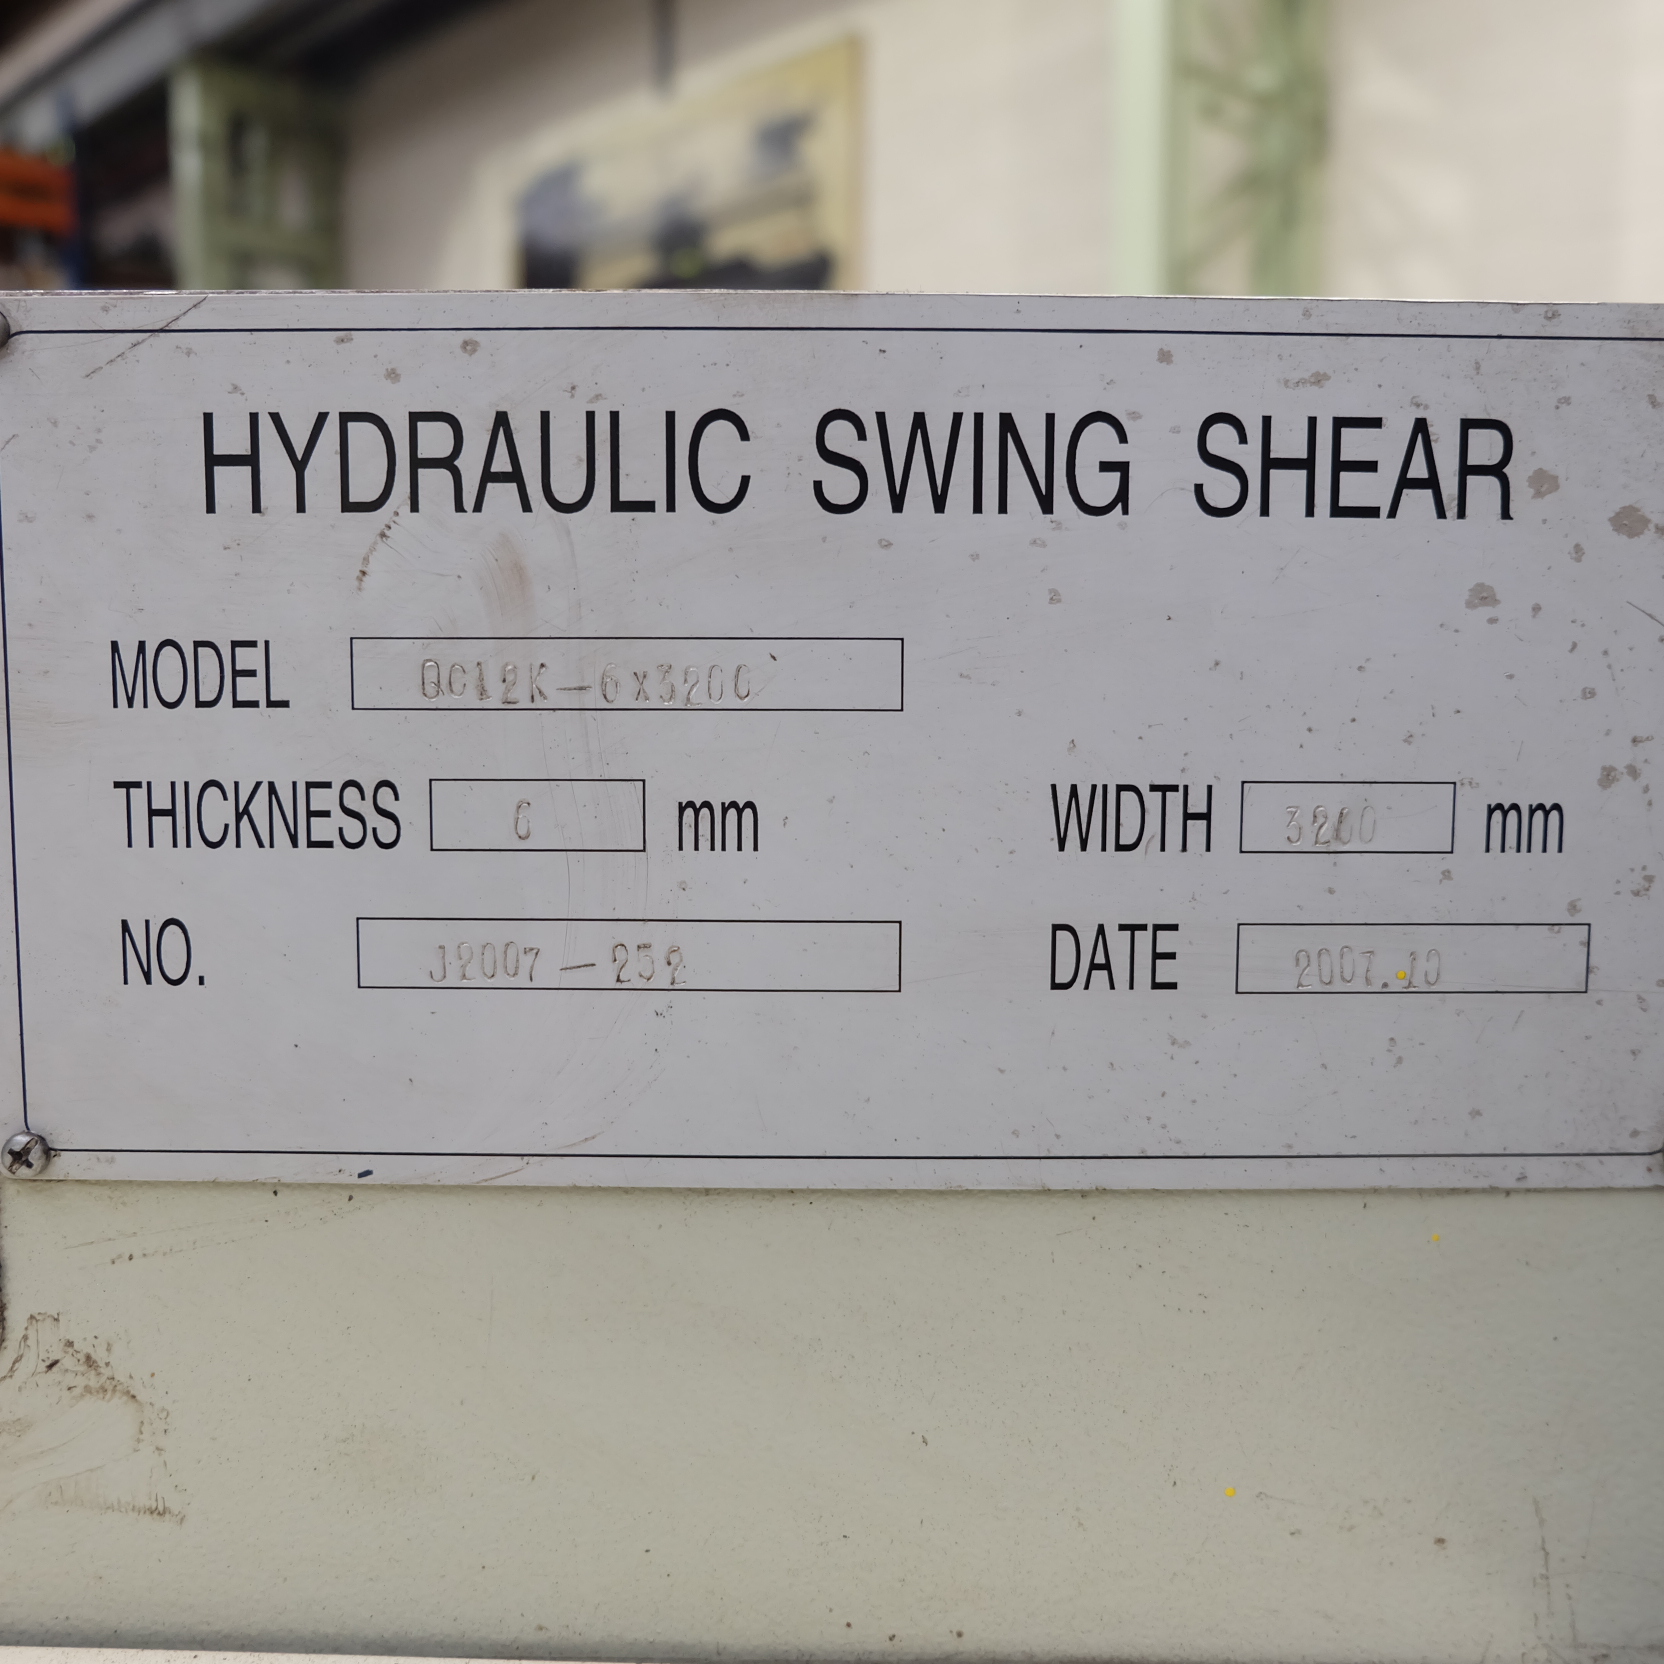 HYDRAULIC SWING SHEAR
MODEL QC12K-6x3200
THICKNESS 6 mm WIDTH 3200 mm
NO. J2007-252 DATE 2007.10